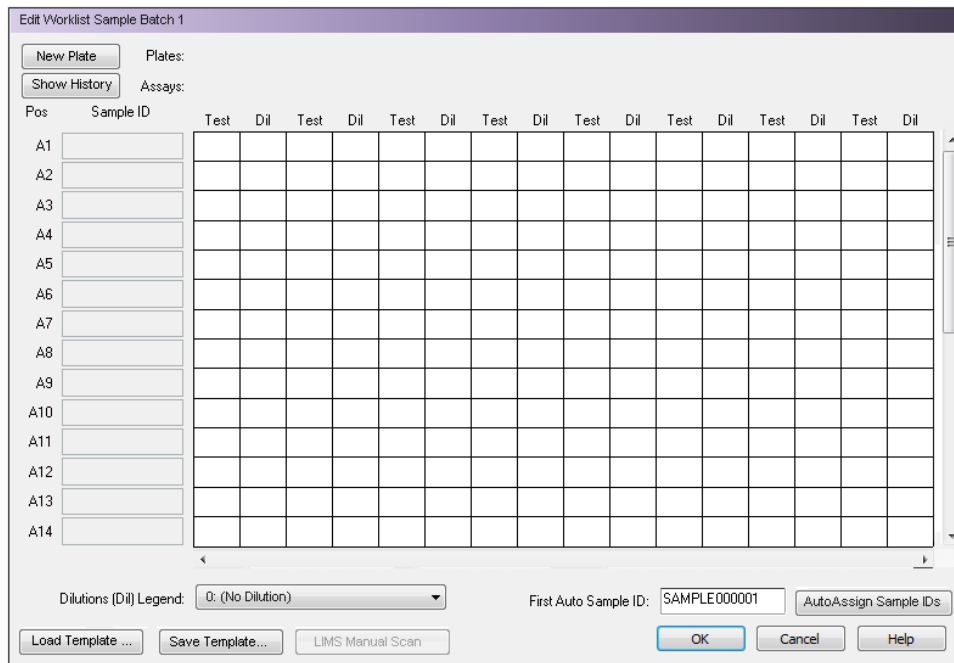 Edit Worklist Sample Batch 1
New Plate Plates:
Show History Assays:
Pos Sample ID Test Dil Test Dil Test Dil Test Dil Test Dil Test Dil Test Dil Test Dil
A1
A2
A3
A4
A5
A6
A7
A8
A9
A10
A11
A12
A13
A14
Dilutions (Dil) Legend: 0: (No Dilution) First Auto Sample ID: SAMPLE000001 AutoAssign Sample IDs
Load Template ... Save Template... LIMS Manual Scan OK Cancel Help